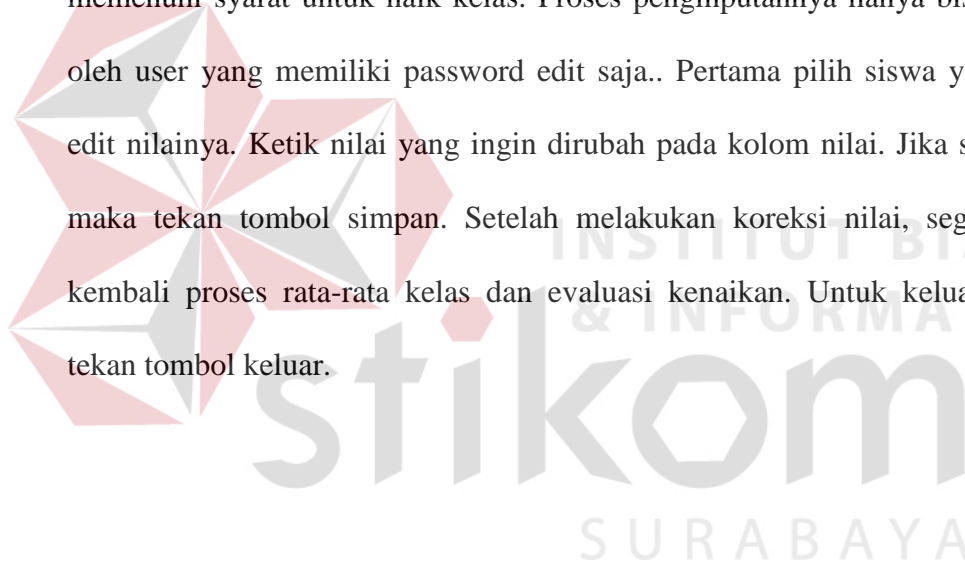 memenuhi syarat untuk naik kelas. Proses penginputannya hanya bis
oleh user yang memiliki password edit saja.. Pertama pilih siswa y
edit nilainya. Ketik nilai yang ingin dirubah pada kolom nilai. Jika s
maka tekan tombol simpan. Setelah melakukan koreksi nilai, seg
kembali proses rata-rata kelas dan evaluasi kenaikan. Untuk kelua
tekan tombol keluar.
INSTITUT BI
& INFORMA
stikom
SURABAYA